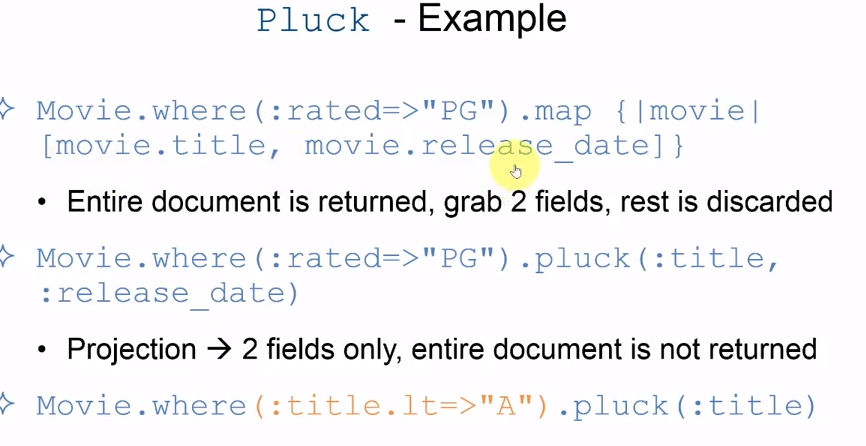 Pluck - Example
Movie.where(:rated=>"PG").map {|movie|
[movie.title, movie.release_date]}
• Entire document is returned, grab 2 fields, rest is discarded
Movie.where(:rated=>"PG").pluck(:title,
:release_date)
• Projection → 2 fields only, entire document is not returned
Movie.where(:title.lt=>"A").pluck(:title)